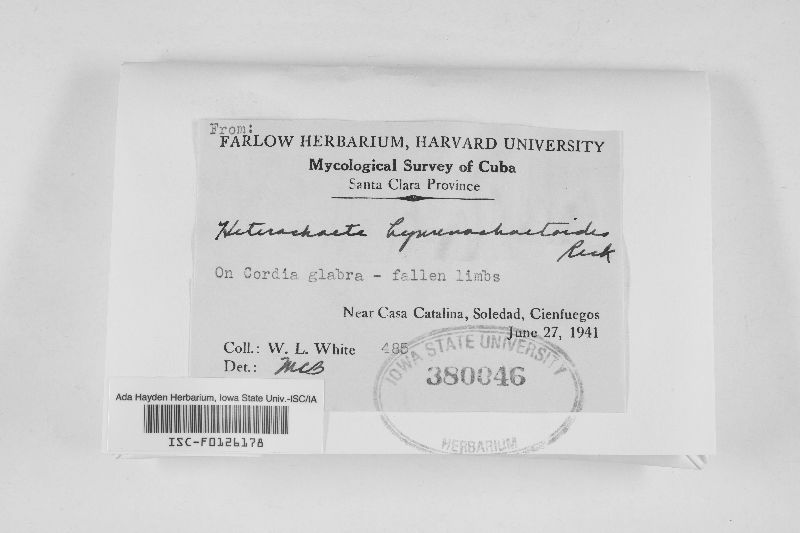 From:
FARLOW HERBARIUM, HARVARD UNIVERSITY
Mycological Survey of Cuba
Santa Clara Province
Heterochaete hymenochaetoides
Rick
On Cordia glabra - fallen limbs
Near Casa Catalina, Soledad, Cienfuegos
June 27, 1941
Coll.: W. L. White 485
Det.: MCB
IOWA STATE UNIVERSITY
380046
HERBARIUM
Ada Hayden Herbarium, Iowa State Univ.-ISC/IA
ISC-F0126178